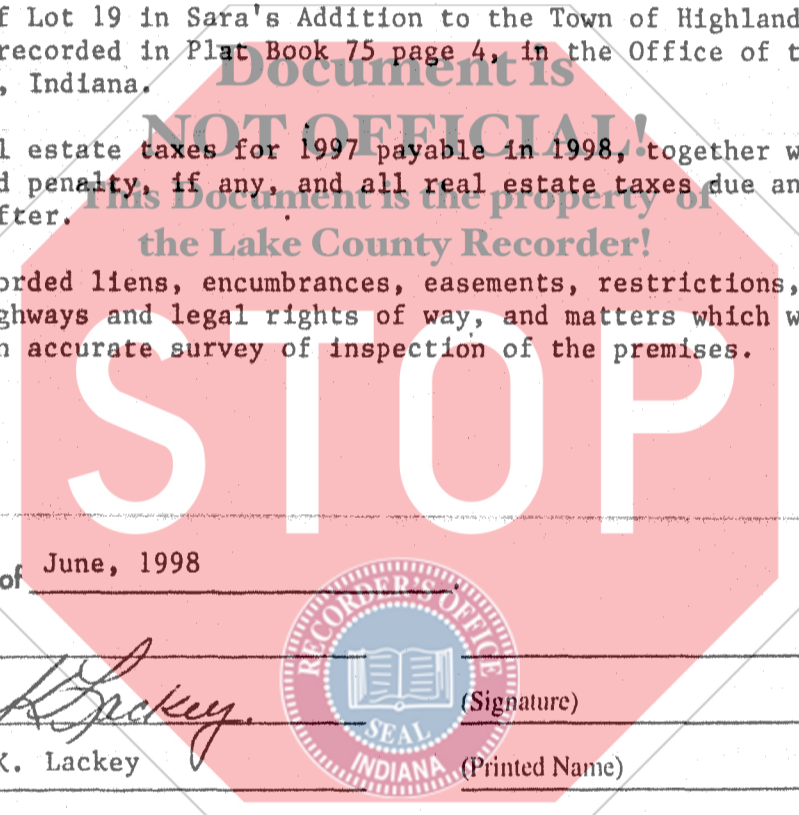 f Lot 19 in Sara's Addition to the Town of Highland
recorded in Plat Book 75 page 4, in the Office of t
, Indiana.
Document is
NOT OFFICIAL!
l estate taxes for 1997 payable in 1998, together w
d penalty, if any, and all real estate taxes due an
This Document is the property of
fter.
the Lake County Recorder!
orded liens, encumbrances, easements, restrictions,
ghways and legal rights of way, and matters which w
n accurate survey of inspection of the premises.
STOP
of June, 1998
RECORDER'S OFFICE
K Lackey.
(Signature)
SEAL
K. Lackey
INDIANA
(Printed Name)